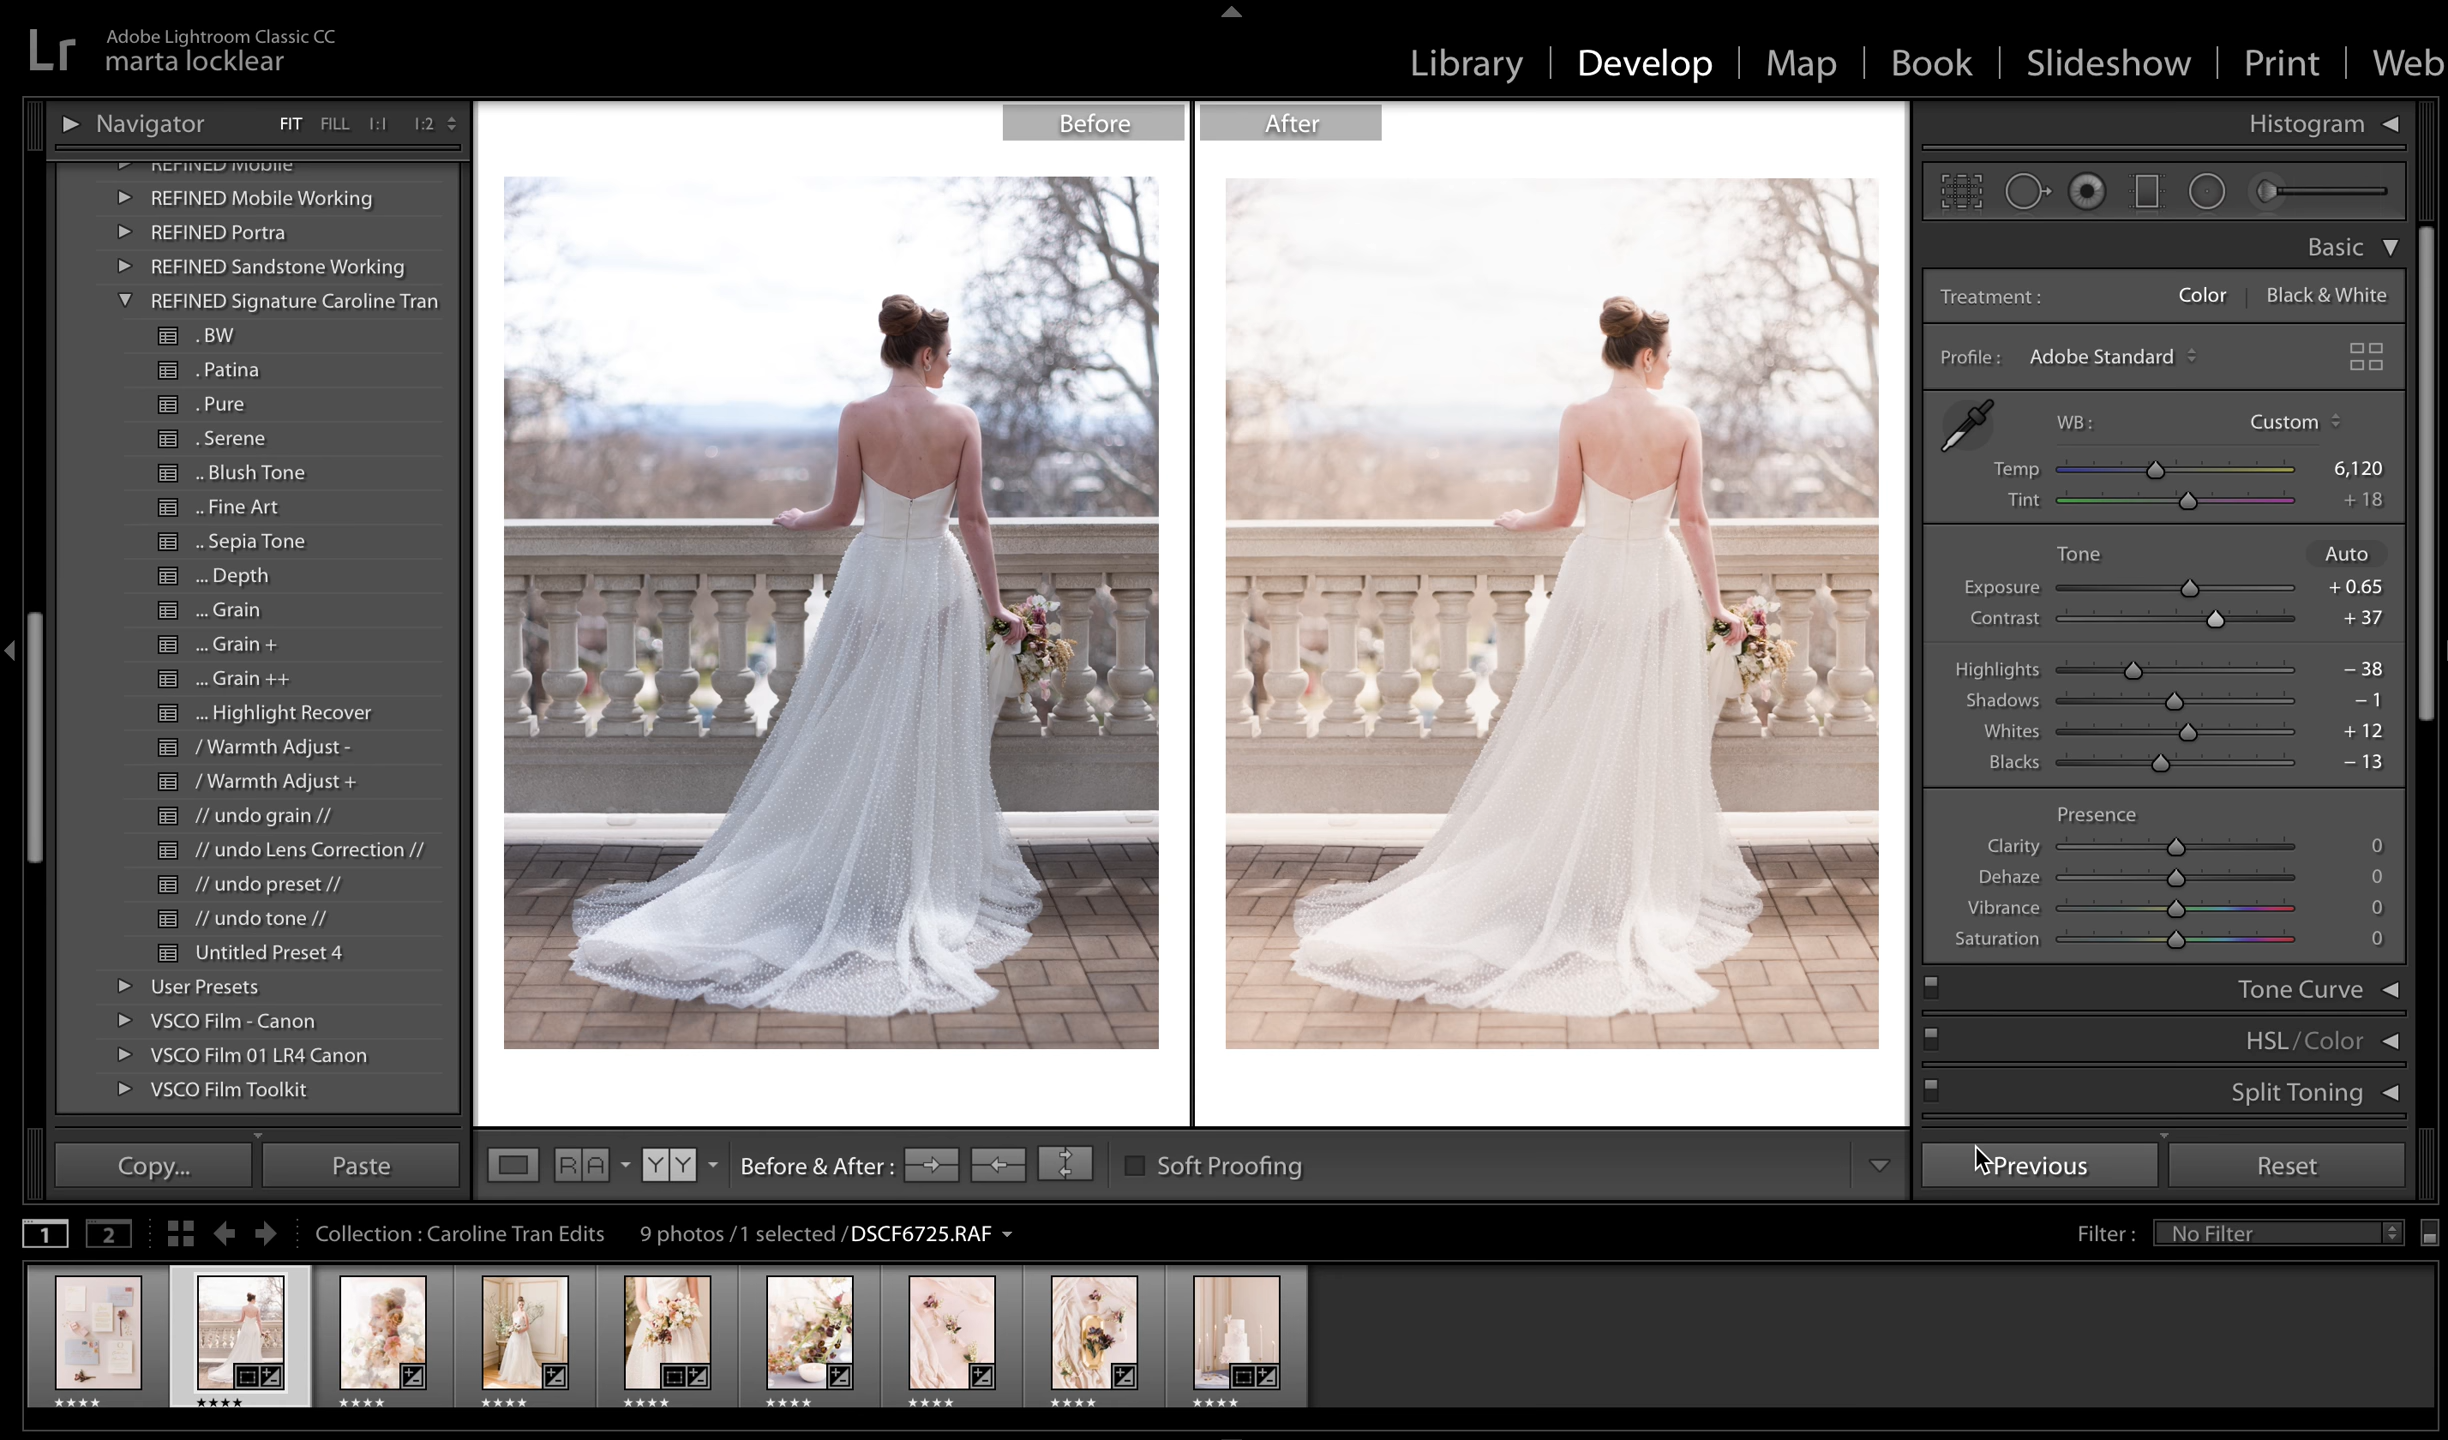 Lr
Adobe Lightroom Classic CC
marta locklear
Library | Develop | Map | Book | Slideshow | Print | Web
Navigator FIT FILL 1:1 1:2
REFINED Mobile
REFINED Mobile Working
REFINED Portra
REFINED Sandstone Working
REFINED Signature Caroline Tran
. BW
. Patina
. Pure
. Serene
.. Blush Tone
.. Fine Art
.. Sepia Tone
... Depth
... Grain
... Grain +
... Grain ++
... Highlight Recover
/ Warmth Adjust -
/ Warmth Adjust +
// undo grain //
// undo Lens Correction //
// undo preset //
// undo tone //
Untitled Preset 4
User Presets
VSCO Film - Canon
VSCO Film 01 LR4 Canon
VSCO Film Toolkit
Copy... Paste
Before After
Histogram
Basic
Treatment : Color | Black & White
Profile : Adobe Standard
WB : Custom
Temp 6,120
Tint + 18
Tone Auto
Exposure + 0.65
Contrast + 37
Highlights − 38
Shadows − 1
Whites + 12
Blacks − 13
Presence
Clarity 0
Dehaze 0
Vibrance 0
Saturation 0
Tone Curve
HSL / Color
Split Toning
R A Y Y Before & After : Soft Proofing
Previous Reset
1 2 Collection : Caroline Tran Edits 9 photos / 1 selected / DSCF6725.RAF Filter : No Filter